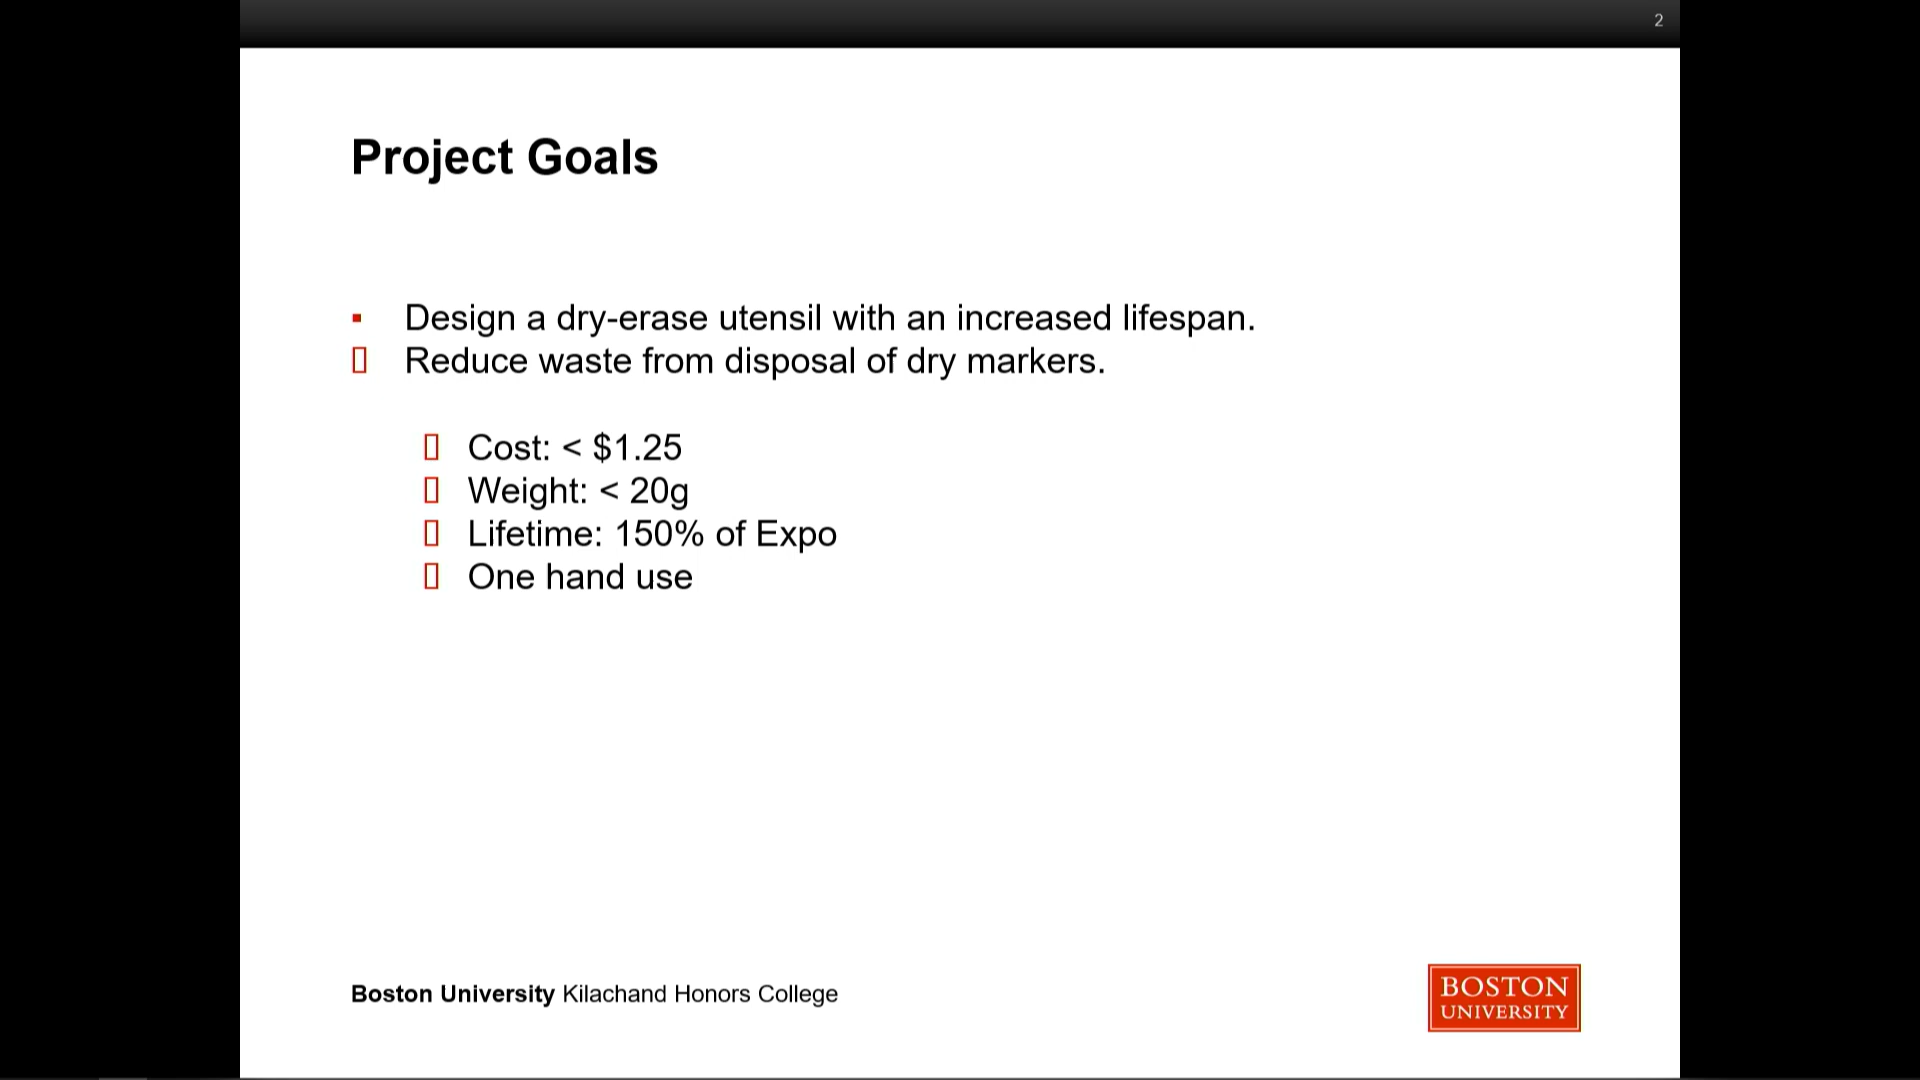 2
Project Goals
Design a dry-erase utensil with an increased lifespan.
Reduce waste from disposal of dry markers.
Cost: < $1.25
Weight: < 20g
Lifetime: 150% of Expo
One hand use
Boston University Kilachand Honors College
BOSTON
UNIVERSITY